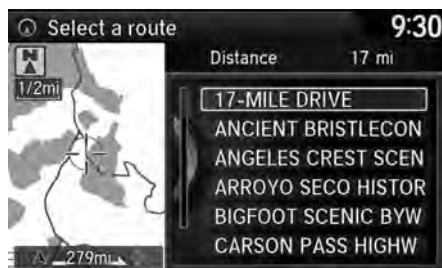 Select a route 9:30
Distance 17 mi
N
1/2mi
17-MILE DRIVE
ANCIENT BRISTLECON
ANGELES CREST SCEN
ARROYO SECO HISTOR
BIGFOOT SCENIC BYW
CARSON PASS HIGHW
279mi